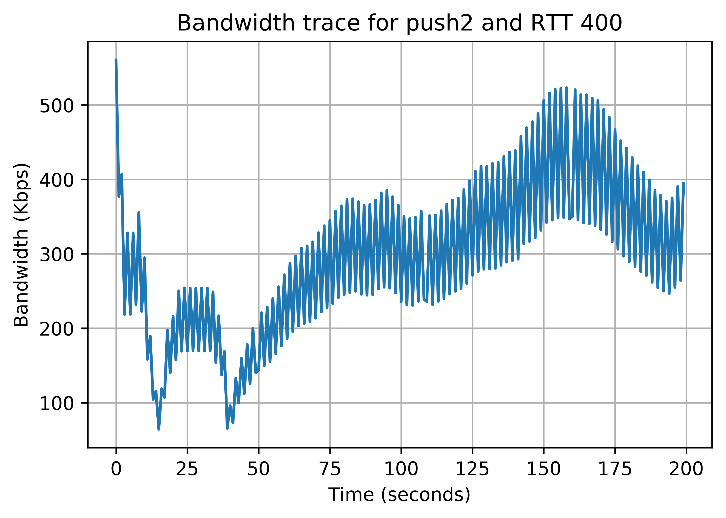 Bandwidth trace for push2 and RTT 400
Bandwidth (Kbps)
500
400
300
200
100
0 25 50 75 100 125 150 175 200
Time (seconds)